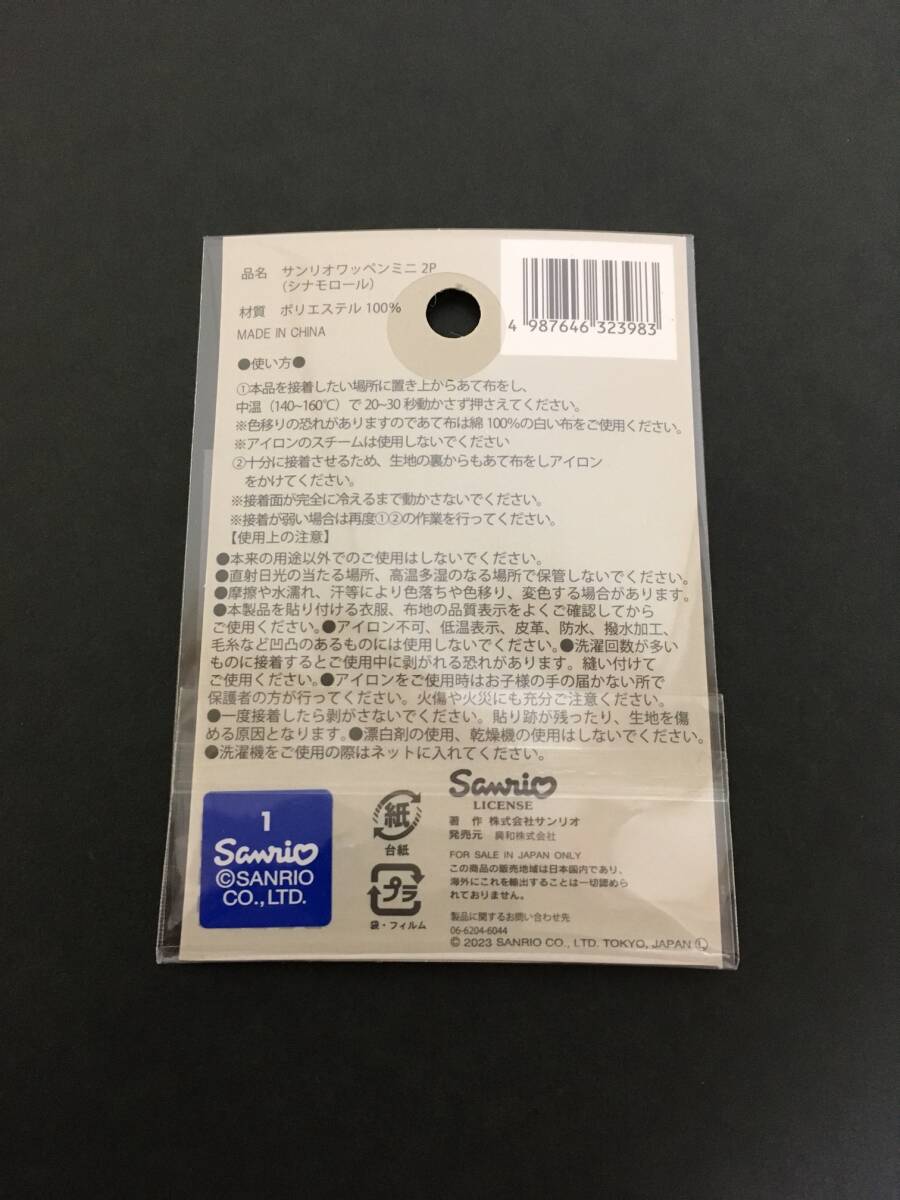 品名 サンリオワッペンミニ 2P
（シナモロール）
材質 ポリエステル 100%
MADE IN CHINA
4 987646 323983
●使い方●
①本品を接着したい場所に置き上からあて布をし、
中温（140~160℃）で 20~30 秒動かさず押さえてください。
※色移りの恐れがありますのであて布は綿 100%の白い布をご使用ください。
※アイロンのスチームは使用しないでください
②十分に接着させるため、生地の裏からもあて布をしアイロン
をかけてください。
※接着面が完全に冷えるまで動かさないでください。
※接着が弱い場合は再度①②の作業を行ってください。
【使用上の注意】
●本来の用途以外でのご使用はしないでください。
●直射日光の当たる場所、高温多湿のなる場所で保管しないでください。
●摩擦や水濡れ、汗等により色落ちや色移り、変色する場合があります。
●本製品を貼り付ける衣服、布地の品質表示をよくご確認してから
ご使用ください。●アイロン不可、低温表示、皮革、防水、撥水加工、
毛糸など凹凸のあるものには使用しないでください。●洗濯回数が多い
ものに接着するとご使用中に剥がれる恐れがあります。縫い付けて
ご使用ください。●アイロンをご使用時はお子様の手の届かない所で
保護者の方が行ってください。火傷や火災にも充分ご注意ください。
●一度接着したら剥がさないでください。貼り跡が残ったり、生地を傷
める原因となります。●漂白剤の使用、乾燥機の使用はしないでください。
●洗濯機をご使用の際はネットに入れてください。
1
Sanrio
©SANRIO
CO.,LTD.
紙
台紙
プラ
袋・フィルム
Sanrio
LICENSE
著 作 株式会社サンリオ
発売元 興和株式会社
FOR SALE IN JAPAN ONLY
この商品の販売地域は日本国内であり、
海外にこれを輸出することは一切認めら
れておりません。
製品に関するお問い合わせ先
06-6204-6044
© 2023 SANRIO CO., LTD. TOKYO, JAPAN Ⓛ